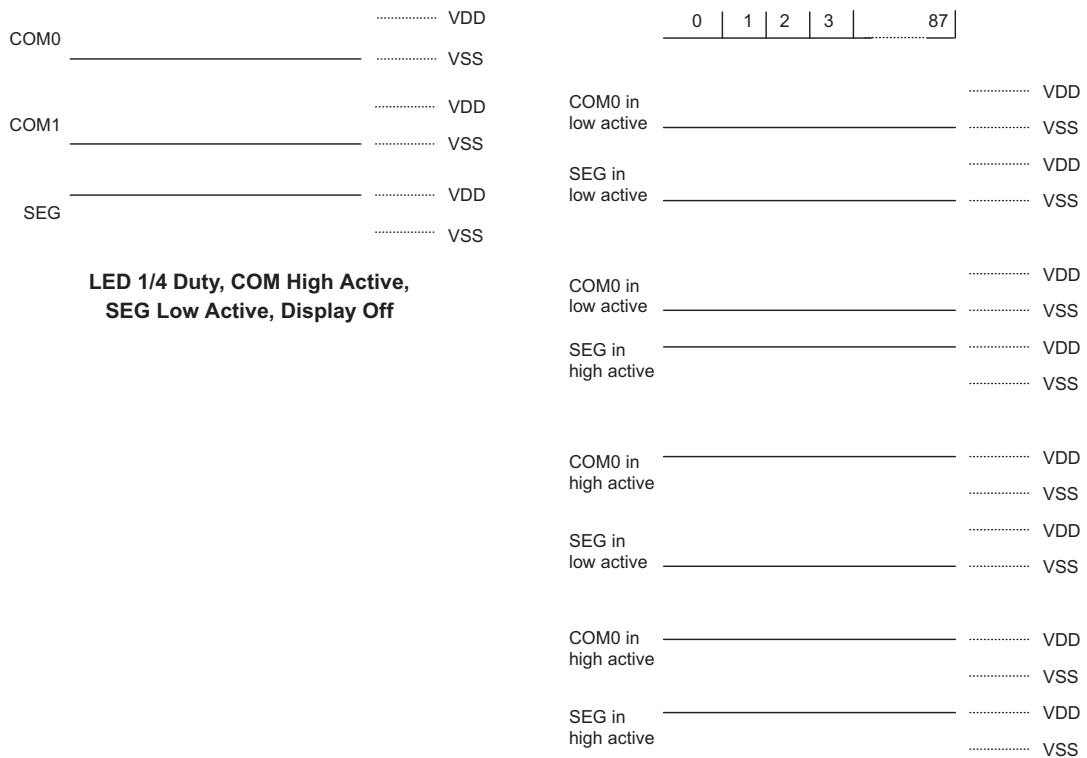 COM0
VDD
VSS
COM1
VDD
VSS
SEG
VDD
VSS
LED 1/4 Duty, COM High Active,
SEG Low Active, Display Off
0 1 2 3 87
COM0 in
low active
VDD
VSS
SEG in
low active
VDD
VSS
COM0 in
low active
VDD
VSS
SEG in
high active
VDD
VSS
COM0 in
high active
VDD
VSS
SEG in
low active
VDD
VSS
COM0 in
high active
VDD
VSS
SEG in
high active
VDD
VSS